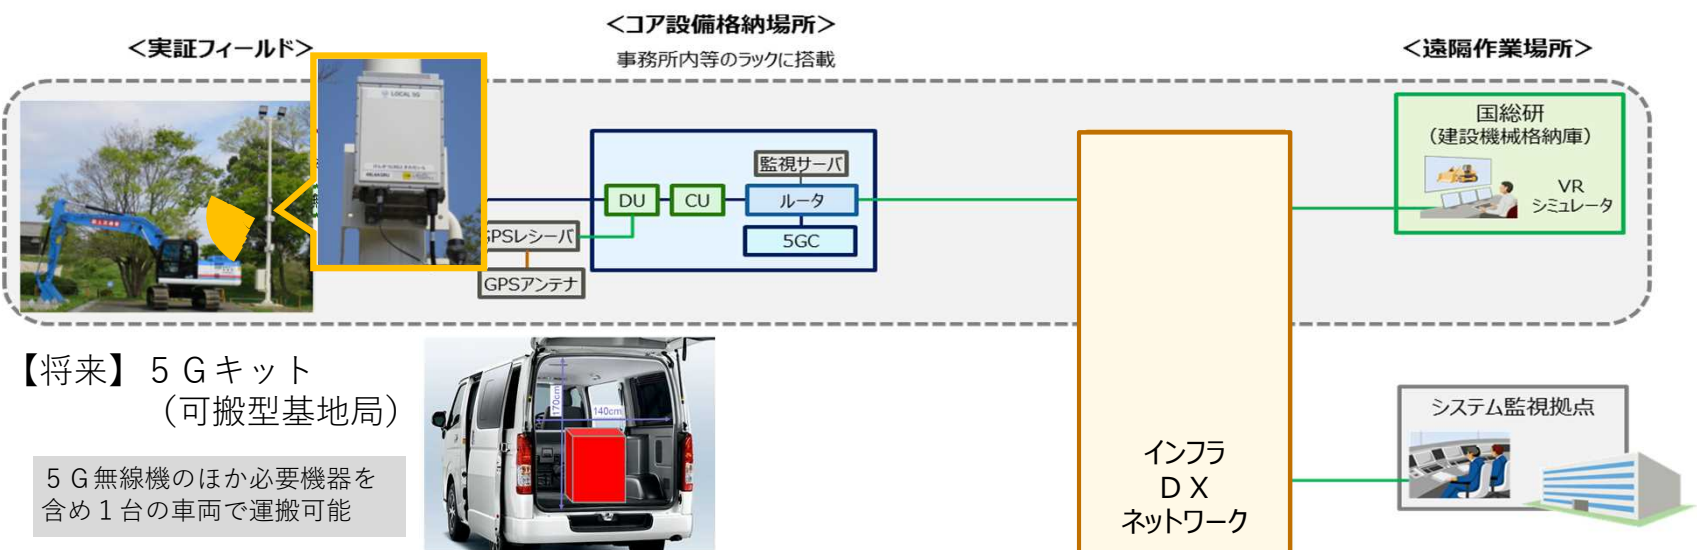 ＜実証フィールド＞
＜コア設備格納場所＞
事務所内等のラックに搭載
＜遠隔作業場所＞
LOCAL 5G
国総研
（建設機械格納庫）
VR
シミュレータ
監視サーバ
DU
CU
ルータ
5GC
GPSレシーバ
GPSアンテナ
【将来】５Ｇキット
（可搬型基地局）
170cm
140cm
５Ｇ無線機のほか必要機器を
含め１台の車両で運搬可能
インフラ
ＤＸ
ネットワーク
システム監視拠点